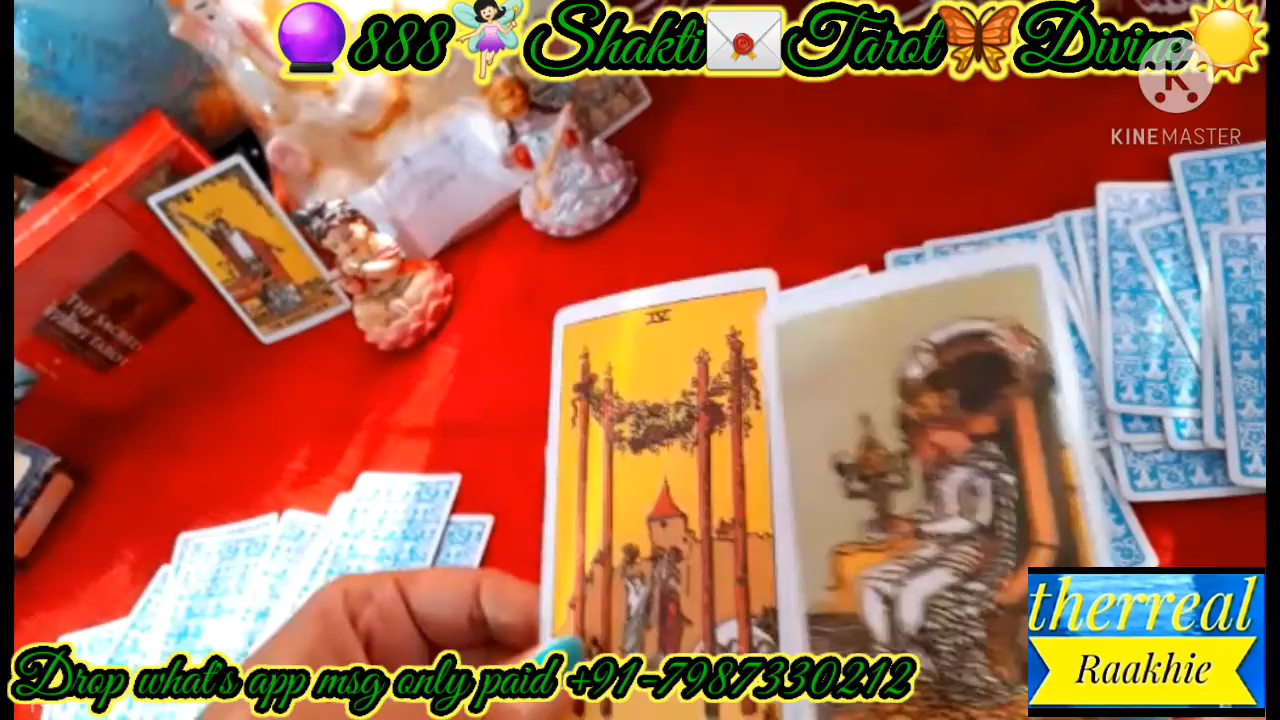 888 Shakti Tarot Divine
KINEMASTER
IV
therreal
Raakhie
Drop what's app msg only paid +91-7987330212